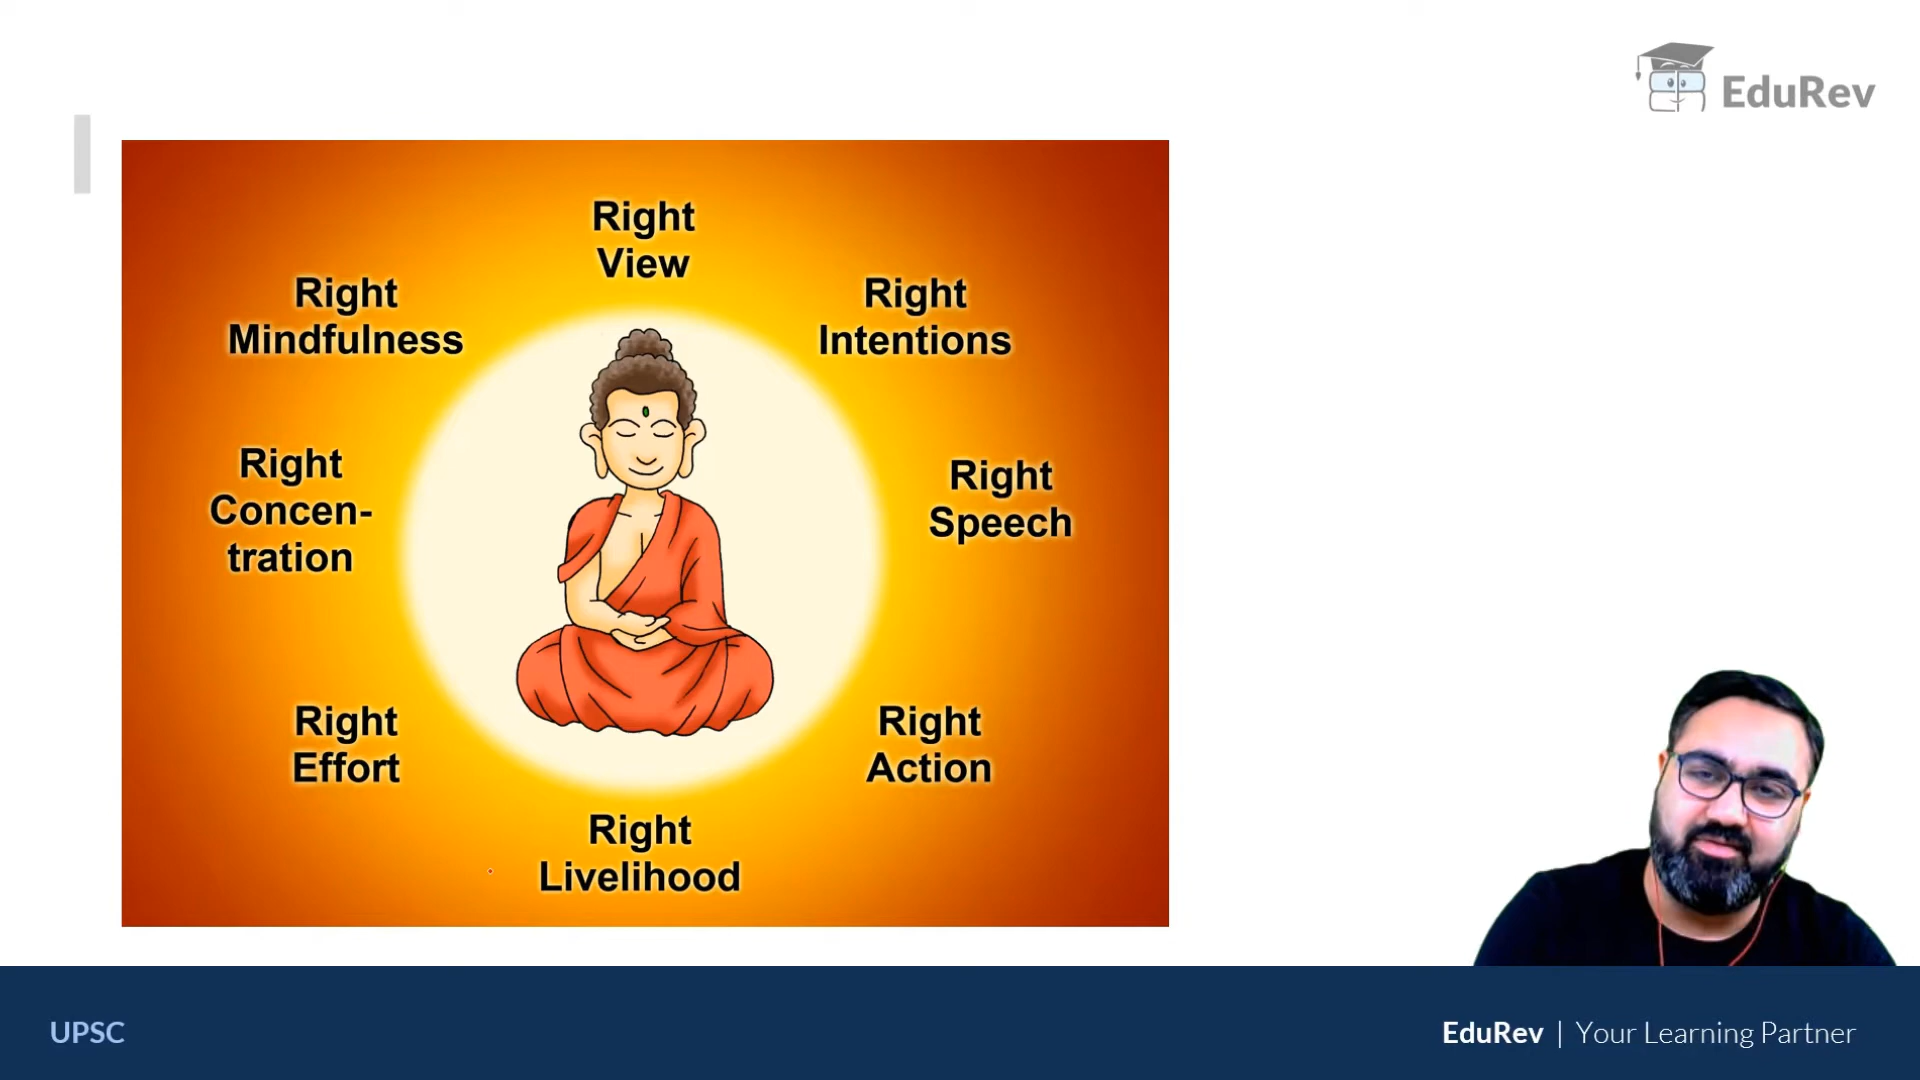 EduRev
Right
View
Right
Mindfulness
Right
Intentions
Right
Concen-
tration
Right
Speech
Right
Effort
Right
Action
Right
Livelihood
UPSC
EduRev | Your Learning Partner